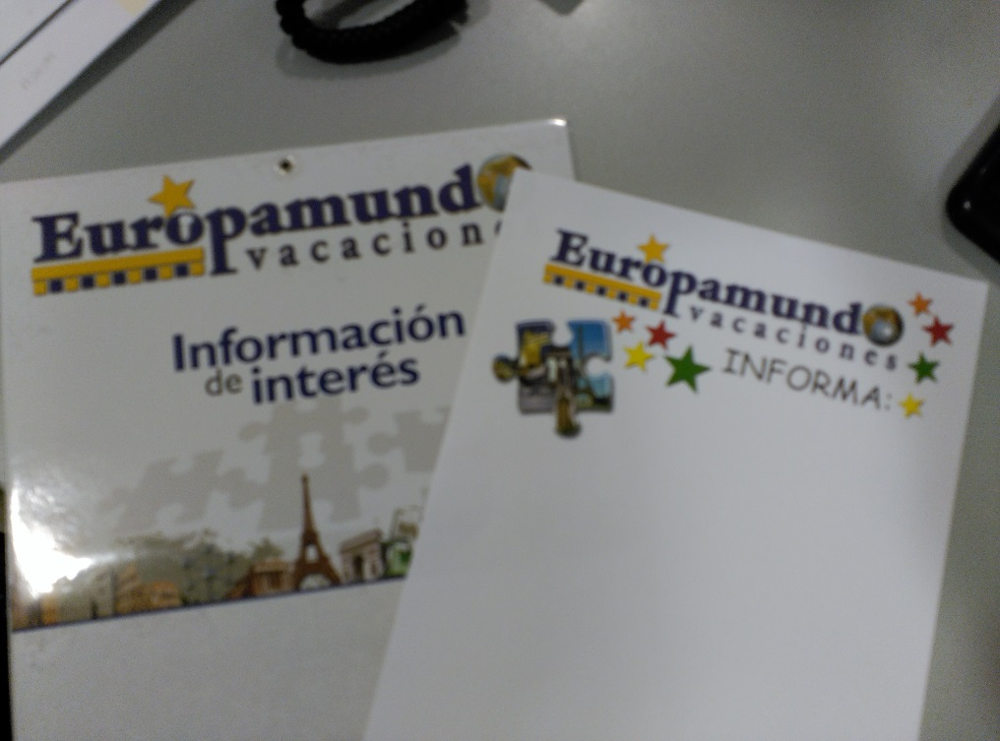 Europamundo
vacaciones
Información
de interés
Europamundo
vacaciones
INFORMA: